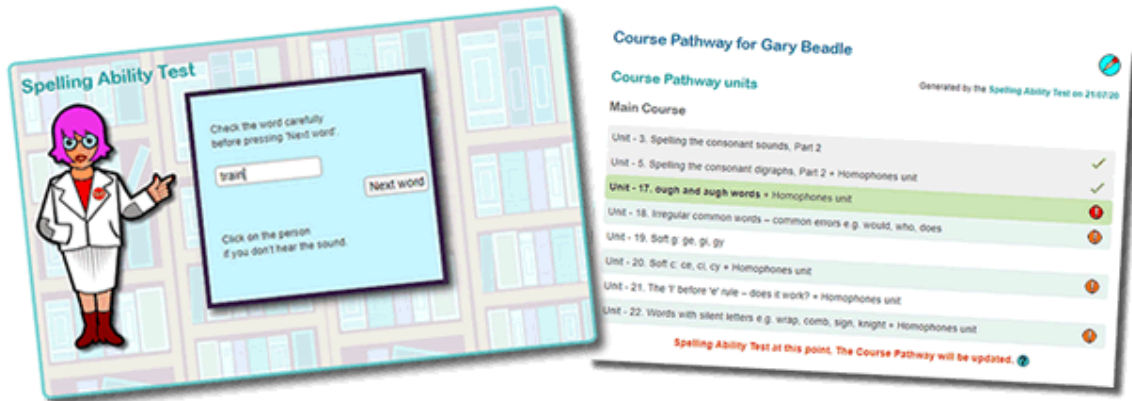 Spelling Ability Test
Check the word carefully
before pressing 'Next word'.
train
Next word
Click on the person
if you don't hear the sound.
Course Pathway for Gary Beadle
Course Pathway units
Generated by the Spelling Ability Test on 21/07/20
Main Course
Unit - 3. Spelling the consonant sounds, Part 2
Unit - 5. Spelling the consonant digraphs, Part 2 + Homophones unit
Unit - 17. ough and augh words + Homophones unit
Unit - 18. Irregular common words – common errors e.g. would, who, does
Unit - 19. Soft g: ge, gi, gy
Unit - 20. Soft c: ce, ci, cy + Homophones unit
Unit - 21. The 'i' before 'e' rule – does it work? + Homophones unit
Unit - 22. Words with silent letters e.g. wrap, comb, sign, knight + Homophones unit
Spelling Ability Test at this point. The Course Pathway will be updated. ?